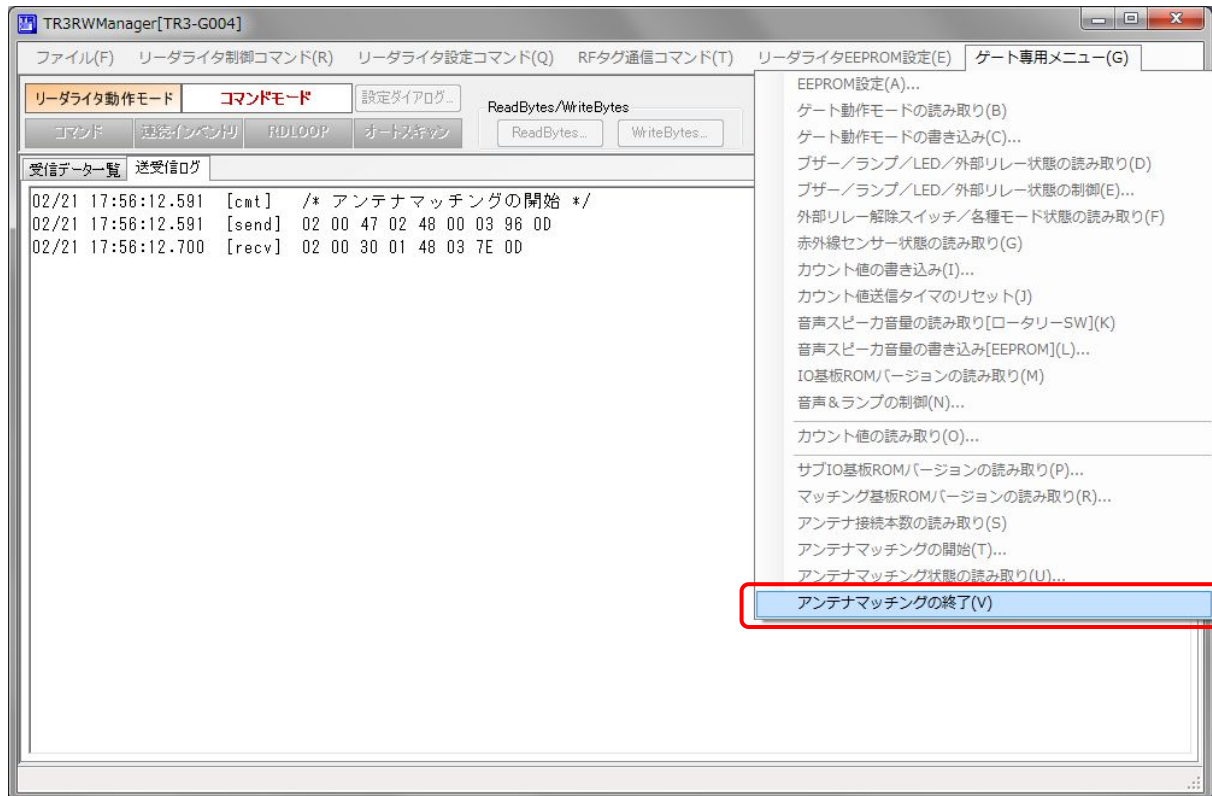 TR3RWManager[TR3-G004]
ファイル(F) リーダライタ制御コマンド(R) リーダライタ設定コマンド(Q) RFタグ通信コマンド(T) リーダライタEEPROM設定(E) ゲート専用メニュー(G)
リーダライタ動作モード コマンドモード 設定ダイアログ... ReadBytes/WriteBytes
コマンド 連続インベントリ RDLOOP オートスキャン ReadBytes... WriteBytes...
受信データ一覧 送受信ログ
02/21 17:56:12.591 [cmt] /* アンテナマッチングの開始 */
02/21 17:56:12.591 [send] 02 00 47 02 48 00 03 96 0D
02/21 17:56:12.700 [recv] 02 00 30 01 48 03 7E 0D
EEPROM設定(A)...
ゲート動作モードの読み取り(B)
ゲート動作モードの書き込み(C)...
ブザー/ランプ/LED/外部リレー状態の読み取り(D)
ブザー/ランプ/LED/外部リレー状態の制御(E)...
外部リレー解除スイッチ/各種モード状態の読み取り(F)
赤外線センサー状態の読み取り(G)
カウント値の書き込み(I)...
カウント値送信タイマのリセット(J)
音声スピーカ音量の読み取り[ロータリーSW](K)
音声スピーカ音量の書き込み[EEPROM](L)...
IO基板ROMバージョンの読み取り(M)
音声＆ランプの制御(N)...
カウント値の読み取り(O)...
サブIO基板ROMバージョンの読み取り(P)...
マッチング基板ROMバージョンの読み取り(R)...
アンテナ接続本数の読み取り(S)
アンテナマッチングの開始(T)...
アンテナマッチング状態の読み取り(U)...
アンテナマッチングの終了(V)